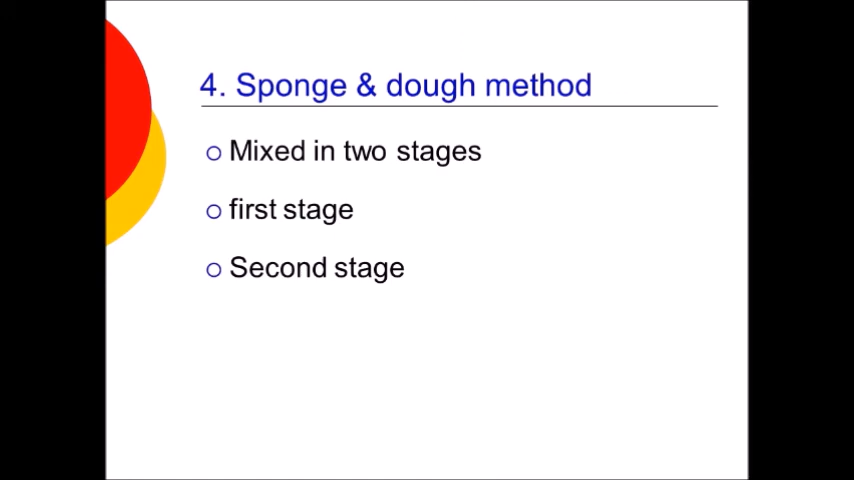 4. Sponge & dough method
Mixed in two stages
first stage
Second stage